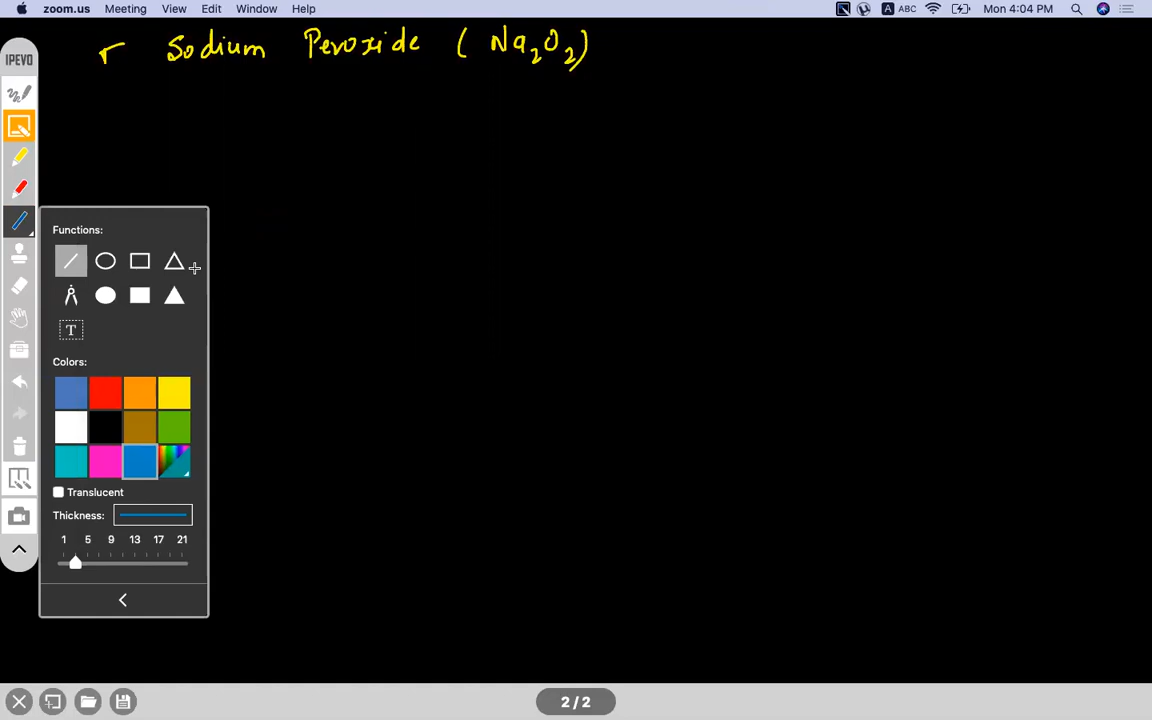 zoom.us Meeting View Edit Window Help A ABC Mon 4:04 PM
Sodium Peroxide (Na₂O₂)
IPEVO
Functions:
T
Colors:
Translucent
Thickness:
1 5 9 13 17 21
2/2